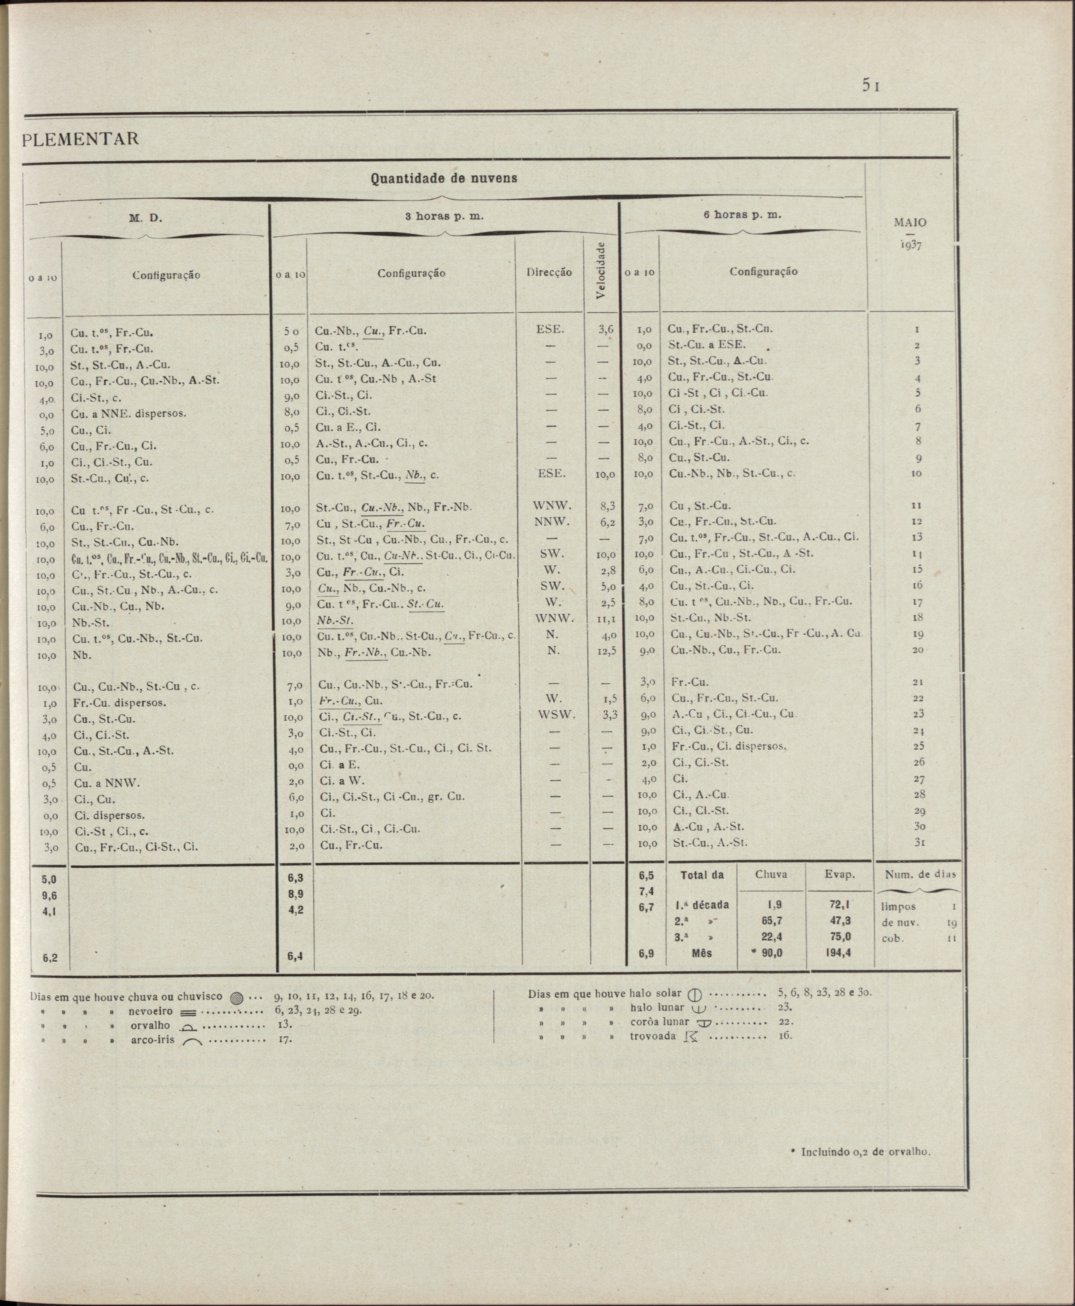 51
PLEMENTAR
Quantidade de nuvens
M. D. 3 horas p. m. 6 horas p. m. MAIO — 1937
0 a 10 Configuração 0 a 10 Configuração Direcção Velocidade 0 a 10 Configuração
1,0 Cu. t.os, Fr.-Cu. 5 0 Cu.-Nb., Cu., Fr.-Cu. ESE. 3,6 1,0 Cu., Fr.-Cu., St.-Cu. 1
3,0 Cu. t.os, Fr.-Cu. 0,5 Cu. t.os. — — 0,0 St.-Cu. a ESE. 2
10,0 St., St.-Cu., A.-Cu. 10,0 St., St.-Cu., A.-Cu., Cu. — — 10,0 St., St.-Cu., A.-Cu. 3
10,0 Cu., Fr.-Cu., Cu.-Nb., A.-St. 10,0 Cu. t os, Cu.-Nb , A.-St — — 4,0 Cu., Fr.-Cu., St.-Cu. 4
4,0 Ci.-St., c. 9,0 Ci.-St., Ci. — — 10,0 Ci -St , Ci , Ci.-Cu. 5
0,0 Cu. a NNE. dispersos. 8,0 Ci., Ci.-St. — — 8,0 Ci , Ci.-St. 6
5,0 Cu., Ci. 0,5 Cu. a E., Ci. — — 4,0 Ci.-St., Ci. 7
6,0 Cu., Fr.-Cu., Ci. 10,0 A.-St., A.-Cu., Ci., c. — — 10,0 Cu., Fr.-Cu., A.-St., Ci., c. 8
1,0 Ci., Ci.-St., Cu. 0,5 Cu., Fr.-Cu. — — 8,0 Cu., St.-Cu. 9
10,0 St.-Cu., Cu., c. 10,0 Cu. t.os, St.-Cu., Nb., c. ESE. 10,0 10,0 Cu.-Nb., Nb., St.-Cu., c. 10
10,0 Cu t.os, Fr -Cu., St -Cu., c. 10,0 St.-Cu., Cu.-Nb., Nb., Fr.-Nb. WNW. 8,3 7,0 Cu , St.-Cu. 11
6,0 Cu., Fr.-Cu. 7,0 Cu , St.-Cu., Fr.-Cu. NNW. 6,2 3,0 Cu., Fr.-Cu., St.-Cu. 12
10,0 St., St.-Cu., Cu.-Nb. 10,0 St., St -Cu , Cu.-Nb., Cu., Fr.-Cu., c. — — 7,0 Cu. t.os, Fr.-Cu., St.-Cu., A.-Cu., Ci. 13
10,0 Cu. t.os, Cu., Fr.-Cu., Cu.-Nb., St.-Cu., Ci., Ci.-Cu. 10,0 Cu. t.os, Cu., Cu-Nb., St-Cu., Ci., Ci-Cu. SW. 10,0 10,0 Cu., Fr.-Cu , St.-Cu., A -St. 14
10,0 C., Fr.-Cu., St.-Cu., c. 3,0 Cu., Fr.-Cu., Ci. W. 2,8 6,0 Cu., A.-Cu., Ci.-Cu., Ci. 15
10,0 Cu., St.-Cu , Nb., A.-Cu., c. 10,0 Cu., Nb., Cu.-Nb., c. SW. 5,0 4,0 Cu., St.-Cu., Ci. 16
10,0 Cu.-Nb., Cu., Nb. 9,0 Cu. t os, Fr.-Cu., St.-Cu. W. 2,5 8,0 Cu. t os, Cu.-Nb., Nb., Cu., Fr.-Cu. 17
10,0 Nb.-St. 10,0 Nb.-St. WNW. 11,1 10,0 St.-Cu., Nb.-St. 18
10,0 Cu. t.os, Cu.-Nb., St.-Cu. 10,0 Cu. t.os, Cu.-Nb., St-Cu., Cu., Fr-Cu., c. N. 4,0 10,0 Cu., Cu.-Nb., St.-Cu., Fr -Cu., A. Cu 19
10,0 Nb. 10,0 Nb., Fr.-Nb., Cu.-Nb. N. 12,5 9,0 Cu.-Nb., Cu., Fr.-Cu. 20
10,0 Cu., Cu.-Nb., St.-Cu , c. 7,0 Cu., Cu.-Nb., St.-Cu., Fr.-Cu. — — 3,0 Fr.-Cu. 21
1,0 Fr.-Cu. dispersos. 1,0 Fr.-Cu., Cu. W. 1,5 6,0 Cu., Fr.-Cu., St.-Cu. 22
3,0 Cu., St.-Cu. 10,0 Ci., Ci.-St., Cu., St.-Cu., c. WSW. 3,3 9,0 A.-Cu , Ci., Ci.-Cu., Cu 23
4,0 Ci., Ci.-St. 3,0 Ci.-St., Ci. — — 9,0 Ci., Ci.-St., Cu. 24
10,0 Cu., St.-Cu., A.-St. 4,0 Cu., Fr.-Cu., St.-Cu., Ci., Ci. St. — — 1,0 Fr.-Cu., Ci. dispersos. 25
0,5 Cu. 0,0 Ci. a E. — — 2,0 Ci., Ci.-St. 26
0,5 Cu. a NNW. 2,0 Ci. a W. — - 4,0 Ci. 27
3,0 Ci., Cu. 6,0 Ci., Ci.-St., Ci -Cu., gr. Cu. — — 10,0 Ci., A.-Cu. 28
0,0 Ci. dispersos. 1,0 Ci. — — 10,0 Ci., Ci.-St. 29
10,0 Ci.-St , Ci., c. 10,0 Ci.-St., Ci., Ci.-Cu. — — 10,0 A.-Cu , A.-St. 30
3,0 Cu., Fr.-Cu., Ci-St., Ci. 2,0 Cu., Fr.-Cu. — — 10,0 St.-Cu., A.-St. 31
5,0 6,3 6,5 Total da Chuva Evap. Num. de dias
9,6 8,9 7,4
4,1 4,2 6,7 1.ª década 1,9 72,1 limpos 1
2.ª » 65,7 47,3 de nuv. 19
3.ª » 22,4 75,0 cob. 11
6,2 6,4 6,9 Mês * 90,0 194,4
Dias em que houve chuva ou chuvisco ... 9, 10, 11, 12, 14, 16, 17, 18 e 20.
» » » » nevoeiro ........... 6, 23, 24, 28 e 29.
» » » » orvalho ............ 13.
» » » » arco-iris ........... 17.
Dias em que houve halo solar ........... 5, 6, 8, 23, 28 e 30.
» » » » halo lunar ......... 23.
» » » » corôa lunar .......... 22.
» » » » trovoada ........... 16.
* Incluindo 0,2 de orvalho.